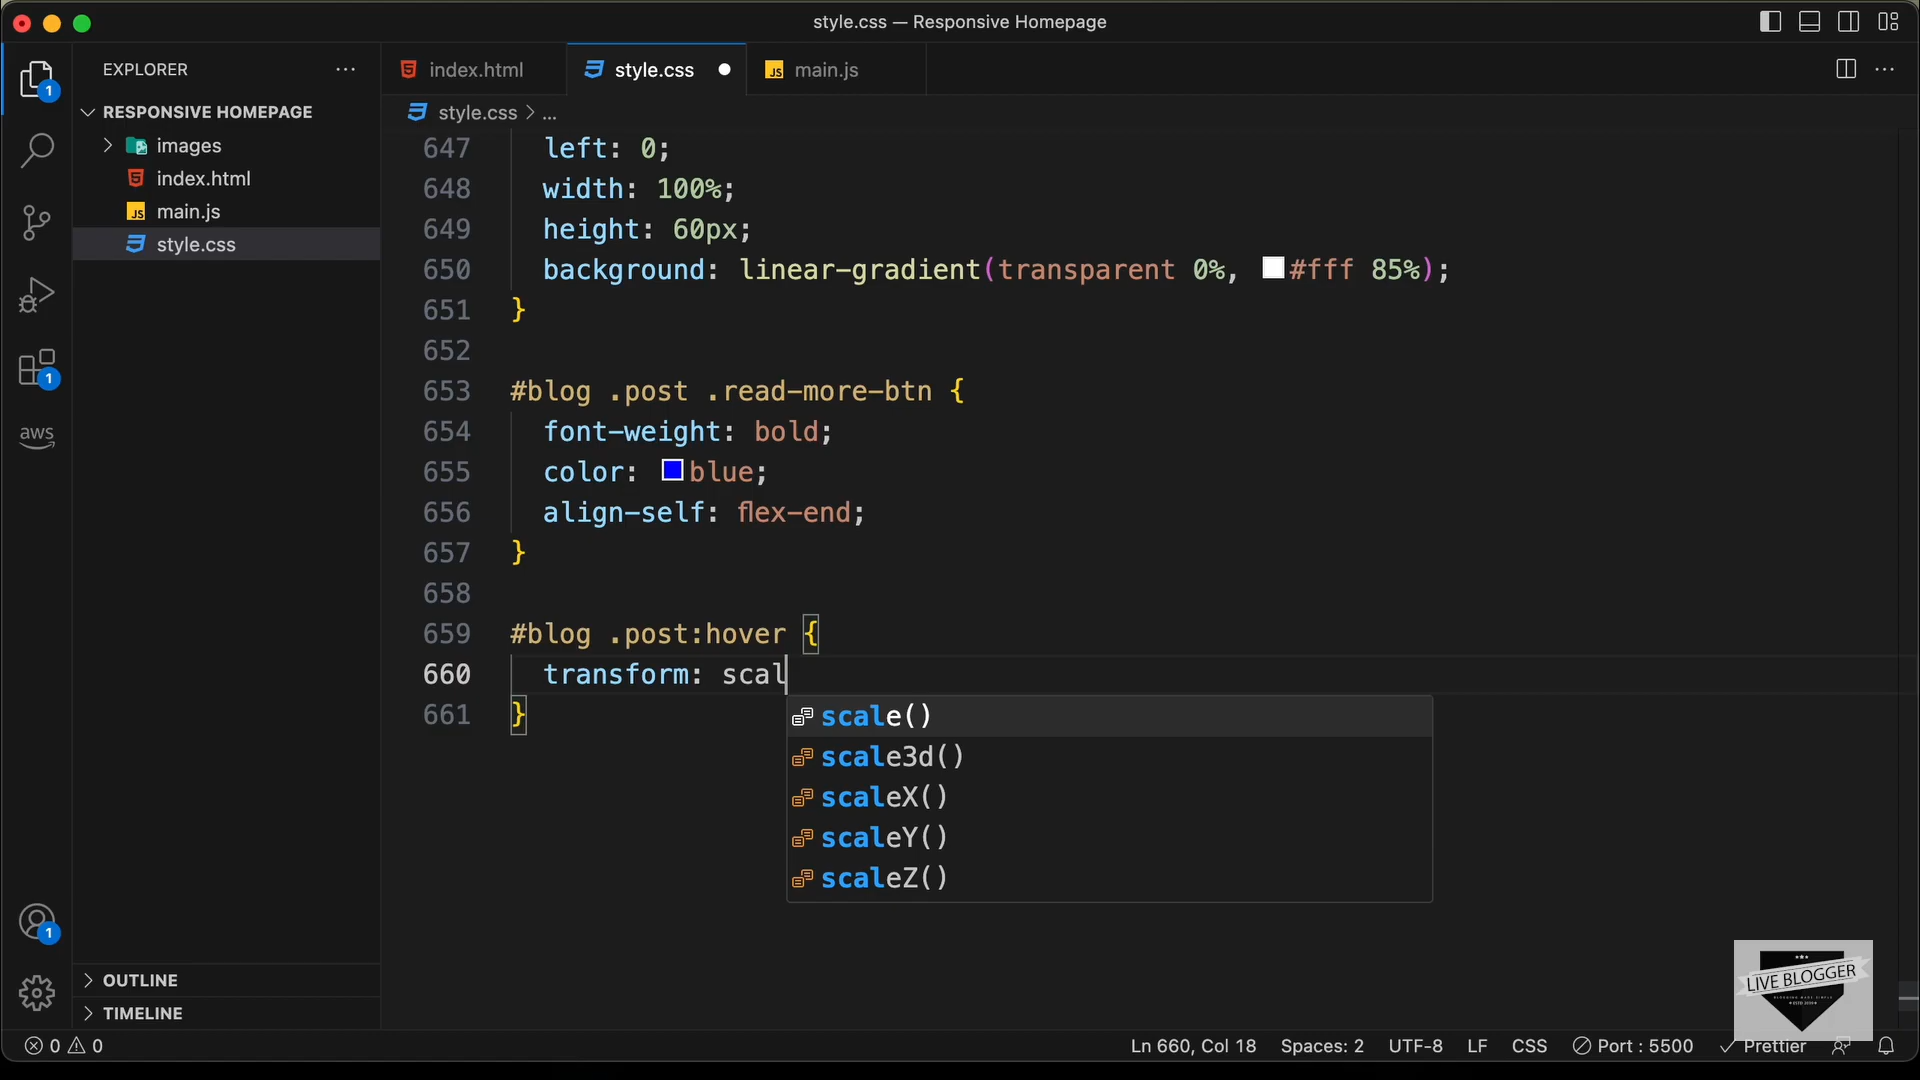 style.css — Responsive Homepage
EXPLORER
index.html
style.css
main.js
RESPONSIVE HOMEPAGE
style.css > ...
images
index.html
main.js
style.css
1
1
aws
1
647 left: 0;
648 width: 100%;
649 height: 60px;
650 background: linear-gradient(transparent 0%, #fff 85%);
651 }
652
653 #blog .post .read-more-btn {
654 font-weight: bold;
655 color: blue;
656 align-self: flex-end;
657 }
658
659 #blog .post:hover {
660 transform: scal
661 }
scale()
scale3d()
scaleX()
scaleY()
scaleZ()
OUTLINE
TIMELINE
LIVE BLOGGER
0 0
Ln 660, Col 18 Spaces: 2 UTF-8 LF CSS Port : 5500 Prettier